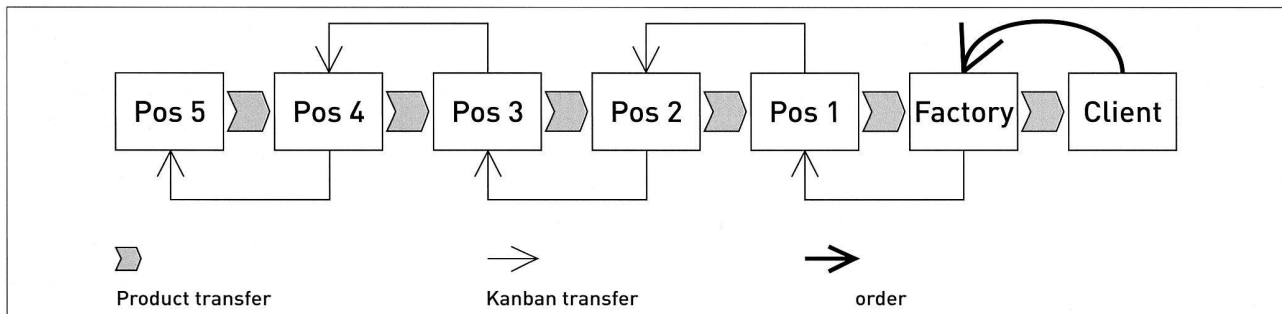 Pos 5
Pos 4
Pos 3
Pos 2
Pos 1
Factory
Client
Product transfer
Kanban transfer
order